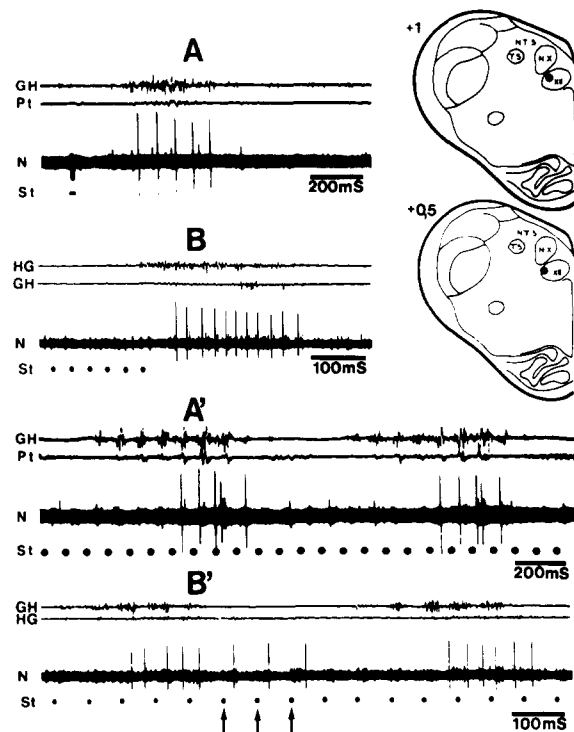 A
GH
Pt
N
St
200mS
B
HG
GH
N
St
100mS
A'
GH
Pt
N
St
200mS
B'
GH
HG
N
St
100mS
+1
NTS
TS
NX
XII
+0,5
NTS
TS
NX
XII